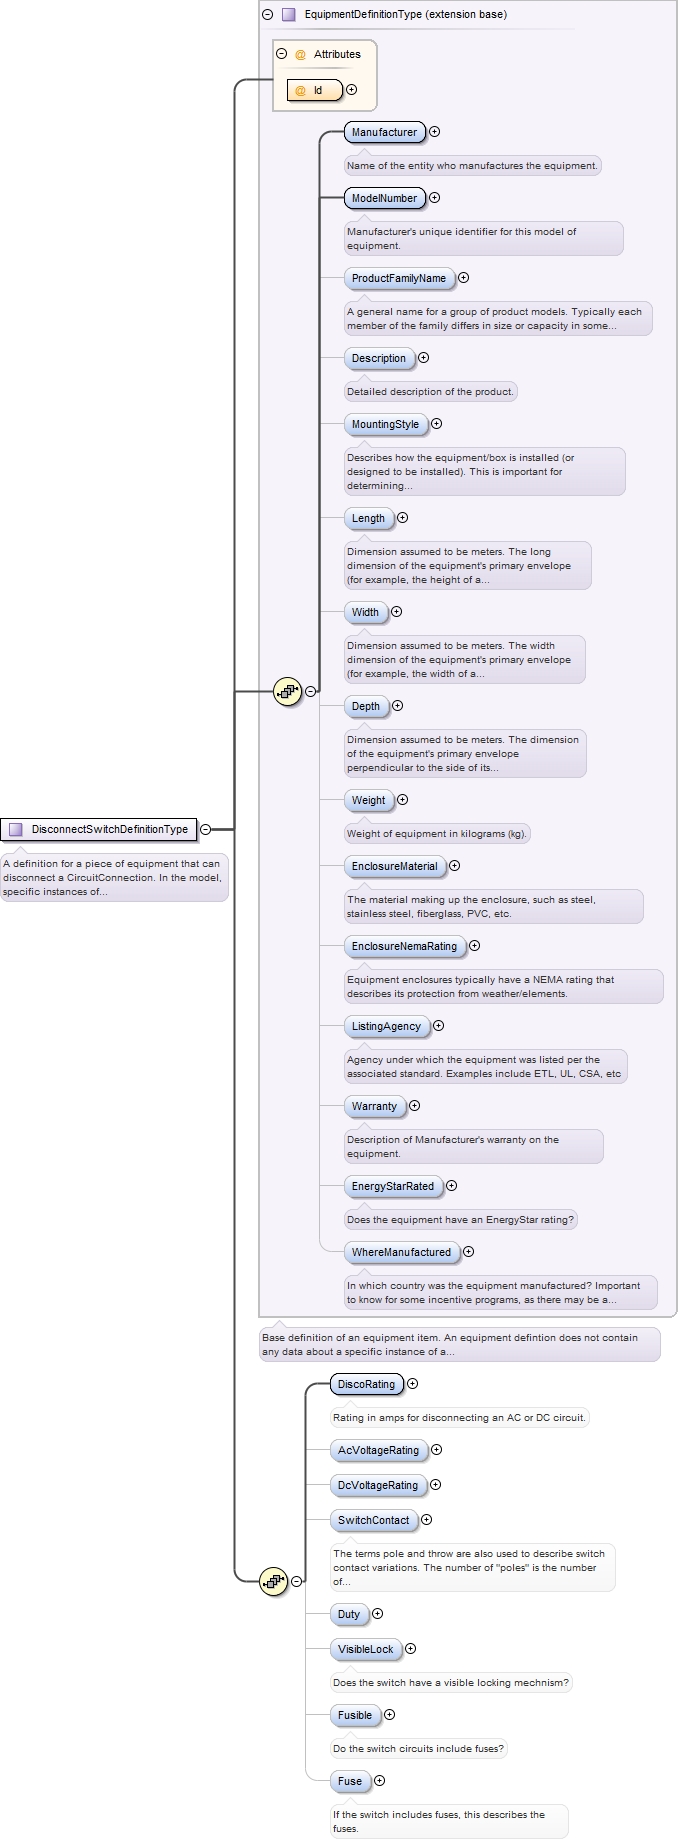 EquipmentDefinitionType (extension base)
@ Attributes
@ Id
Manufacturer
Name of the entity who manufactures the equipment.
ModelNumber
Manufacturer's unique identifier for this model of
equipment.
ProductFamilyName
A general name for a group of product models. Typically each
member of the family differs in size or capacity in some...
Description
Detailed description of the product.
MountingStyle
Describes how the equipment/box is installed (or
designed to be installed). This is important for
determining...
Length
Dimension assumed to be meters. The long
dimension of the equipment's primary envelope
(for example, the height of a...
Width
Dimension assumed to be meters. The width
dimension of the equipment's primary envelope
(for example, the width of a...
Depth
Dimension assumed to be meters. The dimension
of the equipment's primary envelope
perpendicular to the side of its...
Weight
Weight of equipment in kilograms (kg).
DisconnectSwitchDefinitionType
A definition for a piece of equipment that can
disconnect a CircuitConnection. In the model,
specific instances of...
EnclosureMaterial
The material making up the enclosure, such as steel,
stainless steel, fiberglass, PVC, etc.
EnclosureNemaRating
Equipment enclosures typically have a NEMA rating that
describes its protection from weather/elements.
ListingAgency
Agency under which the equipment was listed per the
associated standard. Examples include ETL, UL, CSA, etc
Warranty
Description of Manufacturer's warranty on the
equipment.
EnergyStarRated
Does the equipment have an EnergyStar rating?
WhereManufactured
In which country was the equipment manufactured? Important
to know for some incentive programs, as there may be a...
Base definition of an equipment item. An equipment defintion does not contain
any data about a specific instance of a...
DiscoRating
Rating in amps for disconnecting an AC or DC circuit.
AcVoltageRating
DcVoltageRating
SwitchContact
The terms pole and throw are also used to describe switch
contact variations. The number of "poles" is the number
of...
Duty
VisibleLock
Does the switch have a visible locking mechnism?
Fusible
Do the switch circuits include fuses?
Fuse
If the switch includes fuses, this describes the
fuses.